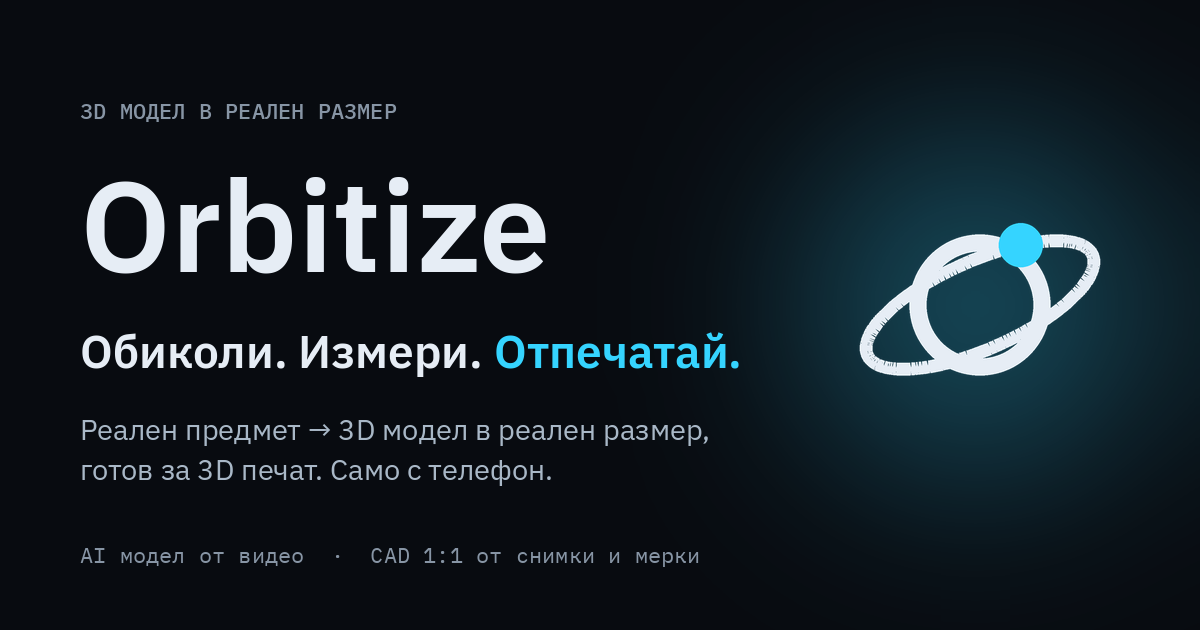 3D МОДЕЛ В РЕАЛЕН РАЗМЕР
Orbitize
Обиколи. Измери. Отпечатай.
Реален предмет → 3D модел в реален размер,
готов за 3D печат. Само с телефон.
AI модел от видео · CAD 1:1 от снимки и мерки